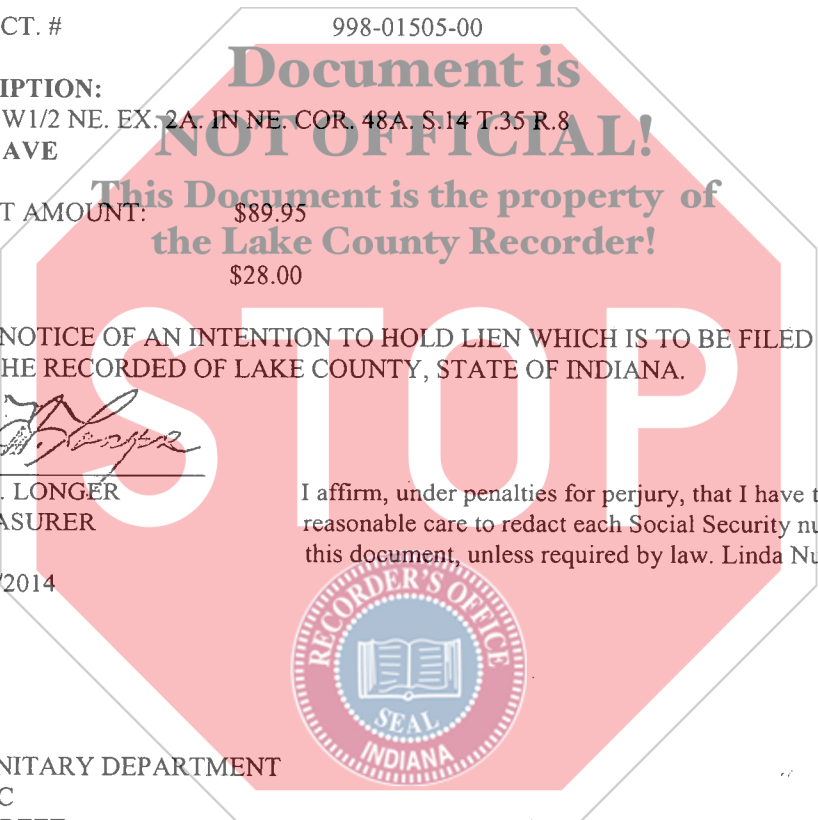 CT. # 998-01505-00
Document is
IPTION:
W1/2 NE. EX. 2A. IN NE. COR. 48A. S.14 T.35 R.8
NOT OFFICIAL!
AVE
This Document is the property of
T AMOUNT: $89.95
the Lake County Recorder!
$28.00
STOP
NOTICE OF AN INTENTION TO HOLD LIEN WHICH IS TO BE FILED
HE RECORDED OF LAKE COUNTY, STATE OF INDIANA.
. LONGER
ASURER
I affirm, under penalties for perjury, that I have t
reasonable care to redact each Social Security nu
this document, unless required by law. Linda Nu
/2014
RECORDER'S OFFICE
SEAL
INDIANA
NITARY DEPARTMENT
C